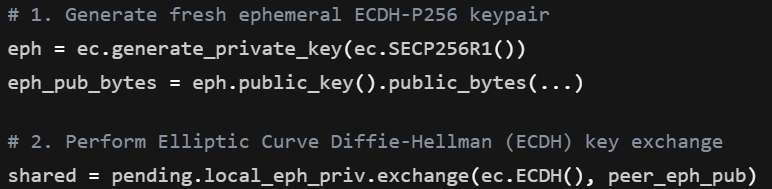 # 1. Generate fresh ephemeral ECDH-P256 keypair
eph = ec.generate_private_key(ec.SECP256R1())
eph_pub_bytes = eph.public_key().public_bytes(...)
# 2. Perform Elliptic Curve Diffie-Hellman (ECDH) key exchange
shared = pending.local_eph_priv.exchange(ec.ECDH(), peer_eph_pub)